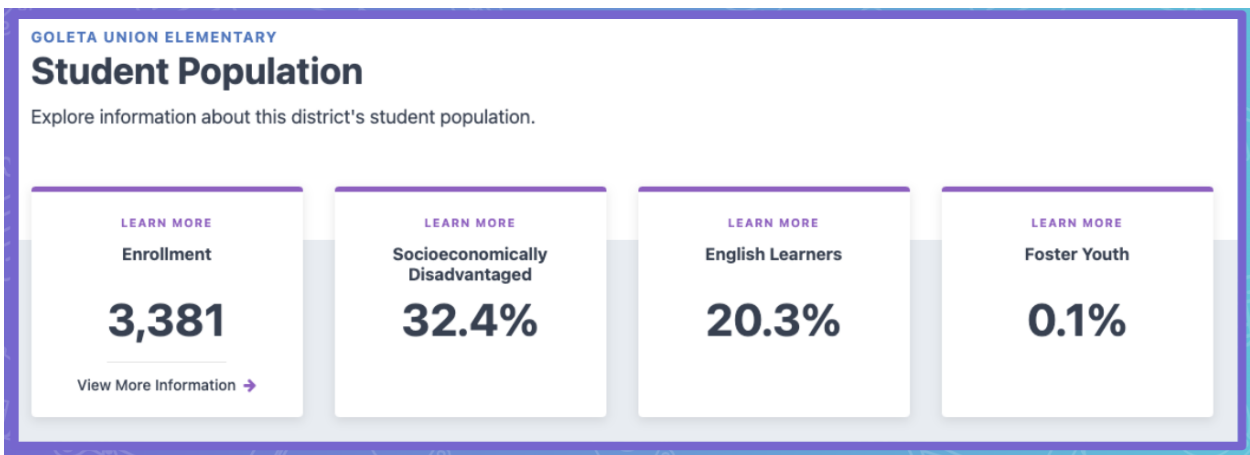 GOLETA UNION ELEMENTARY
Student Population
Explore information about this district's student population.
LEARN MORE
Enrollment
3,381
View More Information
LEARN MORE
Socioeconomically
Disadvantaged
32.4%
LEARN MORE
English Learners
20.3%
LEARN MORE
Foster Youth
0.1%